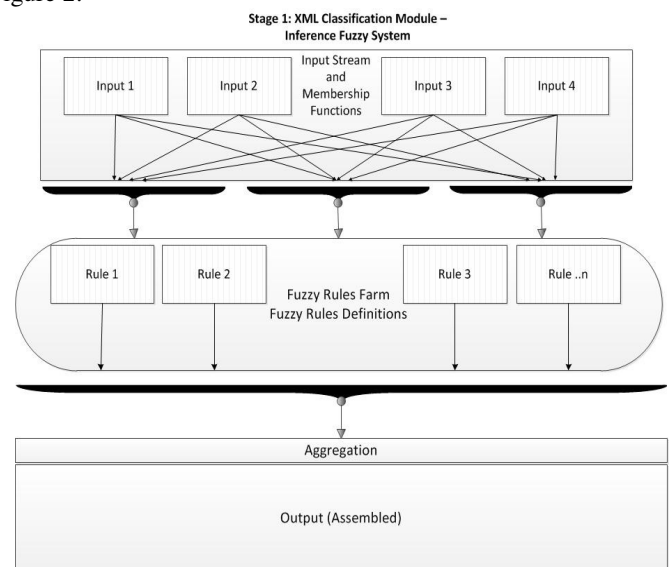 igure 2.
Stage 1: XML Classification Module –
Inference Fuzzy System
Input 1
Input 2
Input Stream
and
Membership
Functions
Input 3
Input 4
Rule 1
Rule 2
Fuzzy Rules Farm
Fuzzy Rules Definitions
Rule 3
Rule ..n
Aggregation
Output (Assembled)